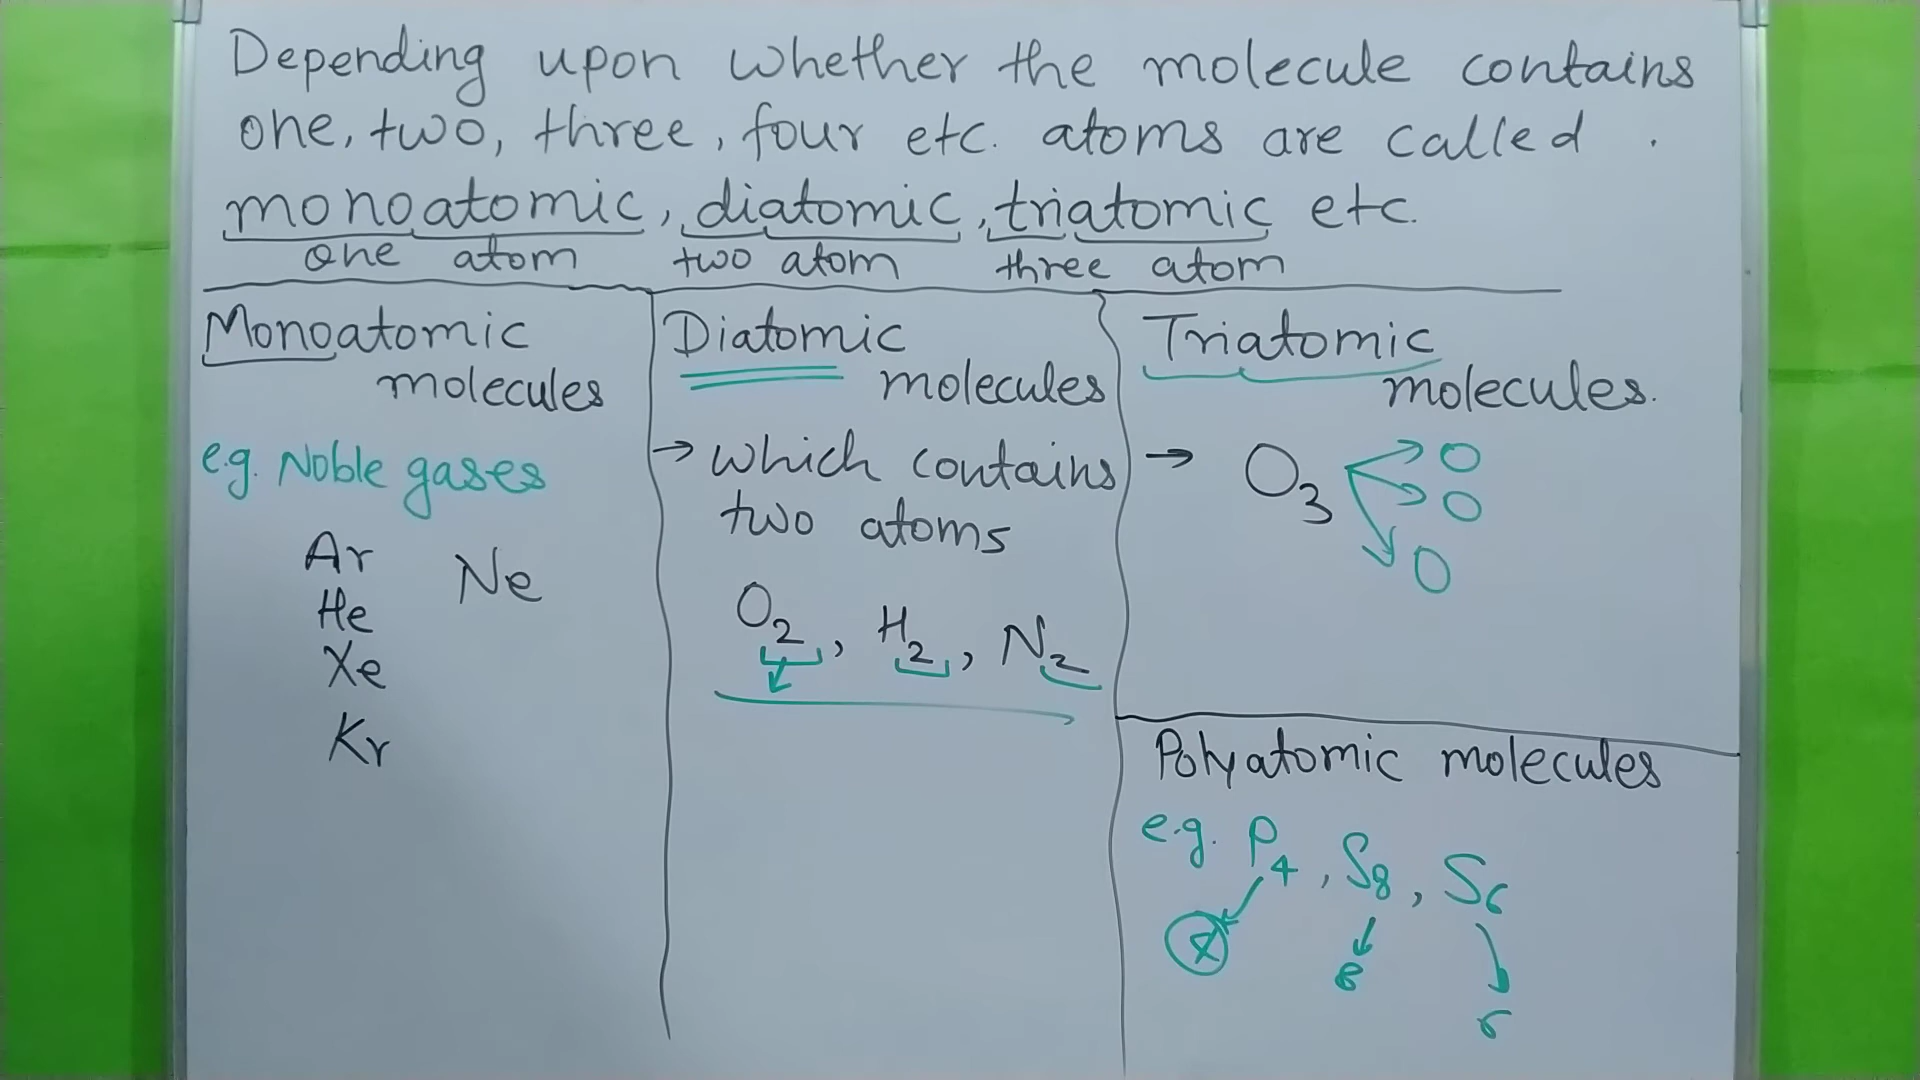 Depending upon whether the molecule contains
one, two, three, four etc. atoms are called .
monoatomic, diatomic, triatomic etc.
one atom two atom three atom
Monoatomic
molecules
e.g. Noble gases
Ar Ne
He
Xe
Kr
Diatomic
molecules
→ which contains
two atoms
O₂, H₂, N₂
Triatomic
molecules.
→ O₃ O
O
O
Polyatomic molecules
e.g. P₄, S₈, S₆
4 8 6